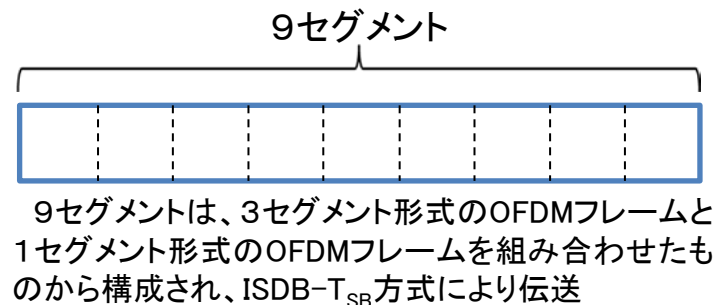 9セグメント
9セグメントは、3セグメント形式のOFDMフレームと
1セグメント形式のOFDMフレームを組み合わせたも
のから構成され、ISDB-TSB方式により伝送